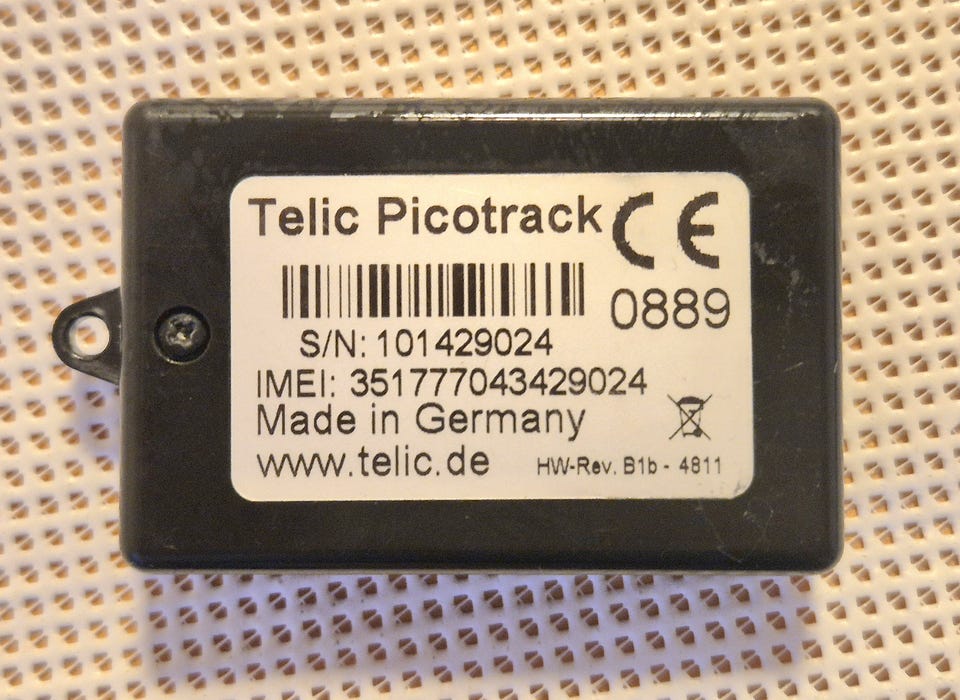 Telic Picotrack CE
0889
S/N: 101429024
IMEI: 351777043429024
Made in Germany
www.telic.de HW-Rev. B1b - 4811